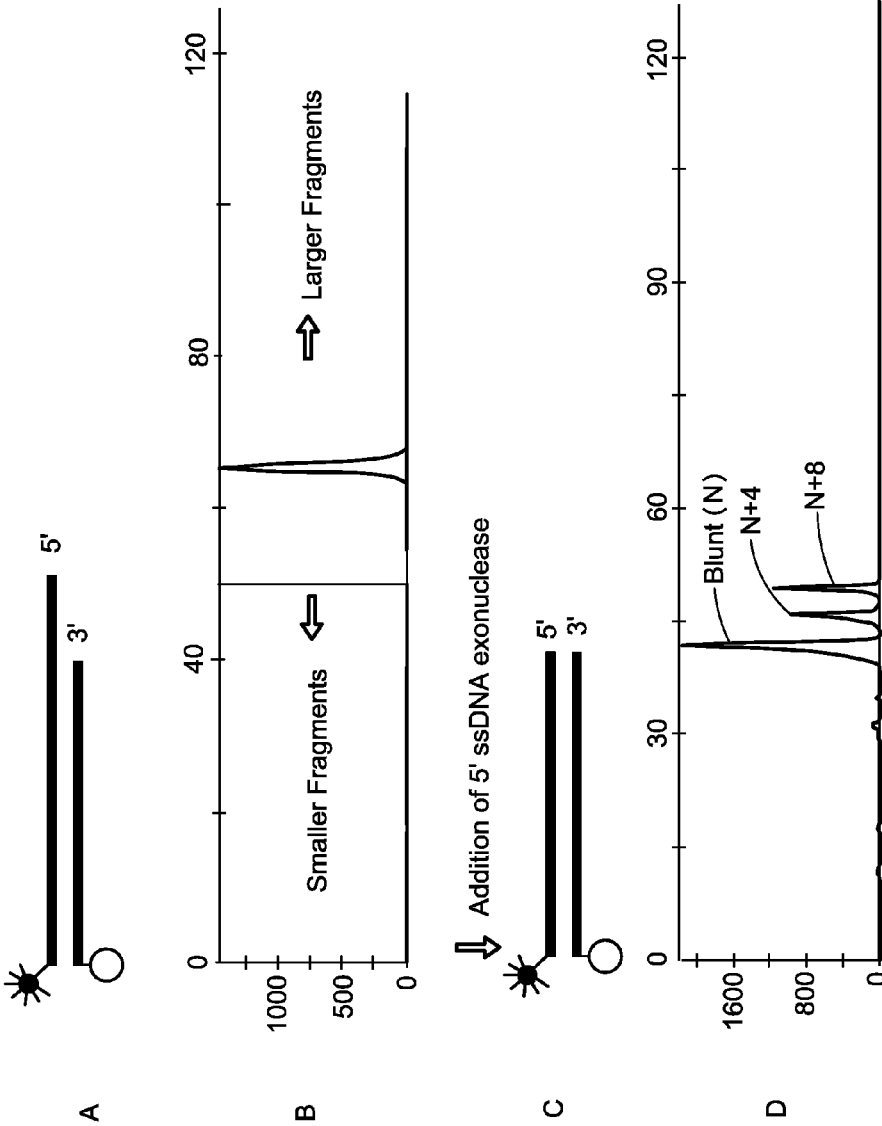 A
5'
3'
B
0
40
80
120
1000
500
0
Smaller Fragments
Larger Fragments
Addition of 5' ssDNA exonuclease
C
5'
3'
D
0
30
60
90
120
1600
800
0
Blunt (N)
N+4
N+8